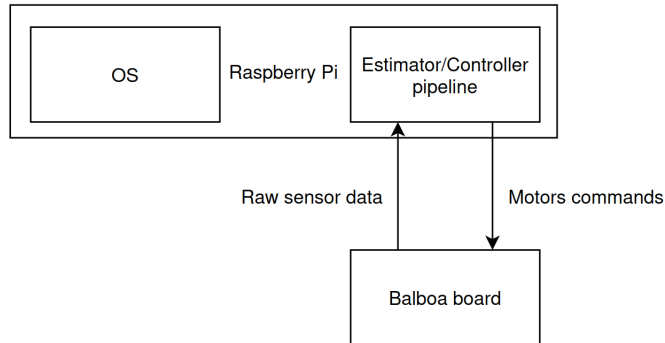 OS
Raspberry Pi
Estimator/Controller
pipeline
Raw sensor data
Motors commands
Balboa board